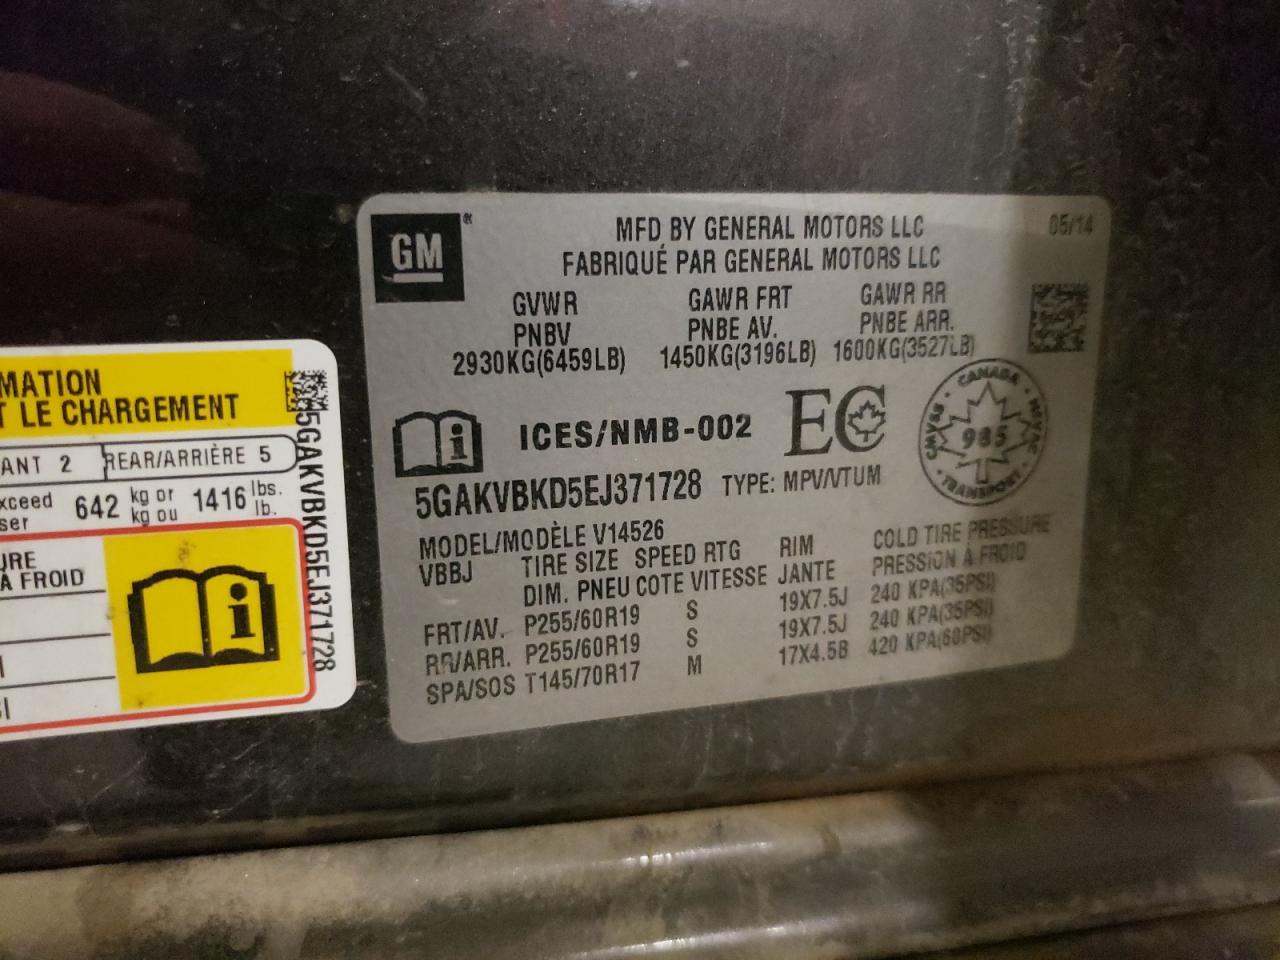 MATION
T LE CHARGEMENT
ANT 2 REAR/ARRIÈRE 5
xceed 642 kg or 1416 lbs.
ser kg ou lb.
URE
À FROID
5GAKVBKD5EJ371728
GM®
MFD BY GENERAL MOTORS LLC 05/14
FABRIQUÉ PAR GENERAL MOTORS LLC
GVWR GAWR FRT GAWR RR
PNBV PNBE AV. PNBE ARR.
2930KG(6459LB) 1450KG(3196LB) 1600KG(3527LB)
ICES/NMB-002 EC
CANADA
CMVSS 985 NSVAC
TRANSPORT
5GAKVBKD5EJ371728 TYPE: MPV/VTUM
MODEL/MODÈLE V14526
VBBJ TIRE SIZE SPEED RTG RIM COLD TIRE PRESSURE
DIM. PNEU COTE VITESSE JANTE PRESSION À FROID
FRT/AV. P255/60R19 S 19X7.5J 240 KPA(35PSI)
RR/ARR. P255/60R19 S 19X7.5J 240 KPA(35PSI)
SPA/SOS T145/70R17 M 17X4.5B 420 KPA(60PSI)